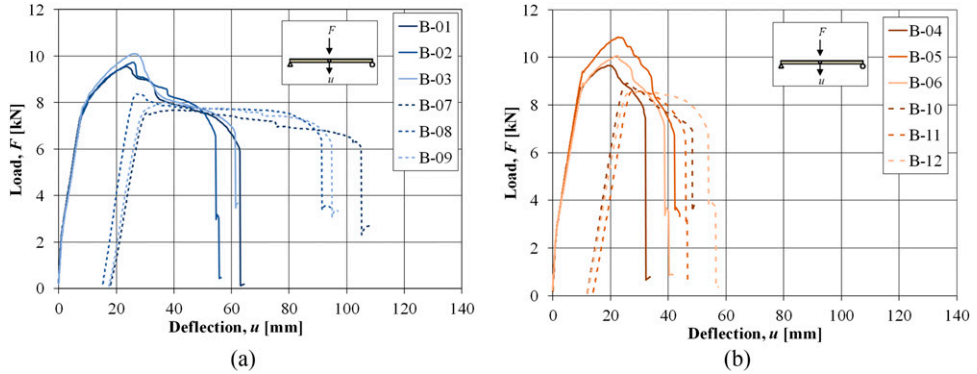 12
10
8
6
4
2
0
Load, F [kN]
0 20 40 60 80 100 120 140
Deflection, u [mm]
F
u
B-01
B-02
B-03
B-07
B-08
B-09
(a)
12
10
8
6
4
2
0
Load, F [kN]
0 20 40 60 80 100 120 140
Deflection, u [mm]
F
u
B-04
B-05
B-06
B-10
B-11
B-12
(b)